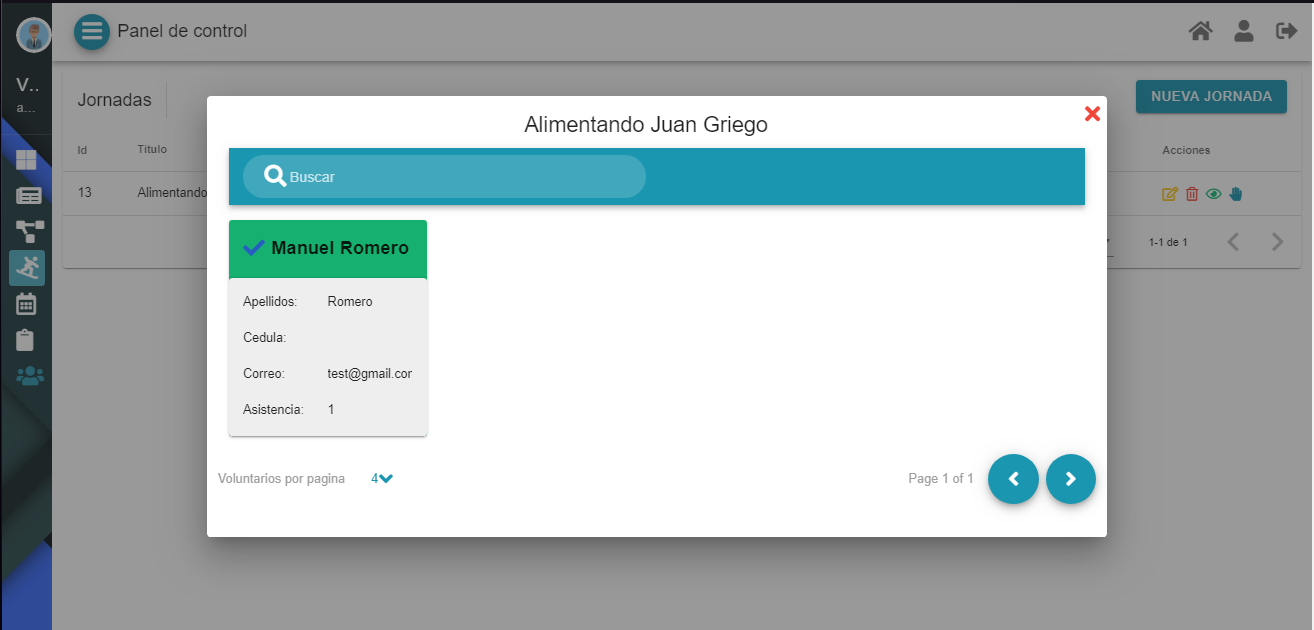 Panel de control
V..
a...
Jornadas
NUEVA JORNADA
Id
Titulo
Acciones
13
Alimentando
1-1 de 1
Alimentando Juan Griego
Buscar
Manuel Romero
Apellidos: Romero
Cedula:
Correo: test@gmail.cor
Asistencia: 1
Voluntarios por pagina 4
Page 1 of 1